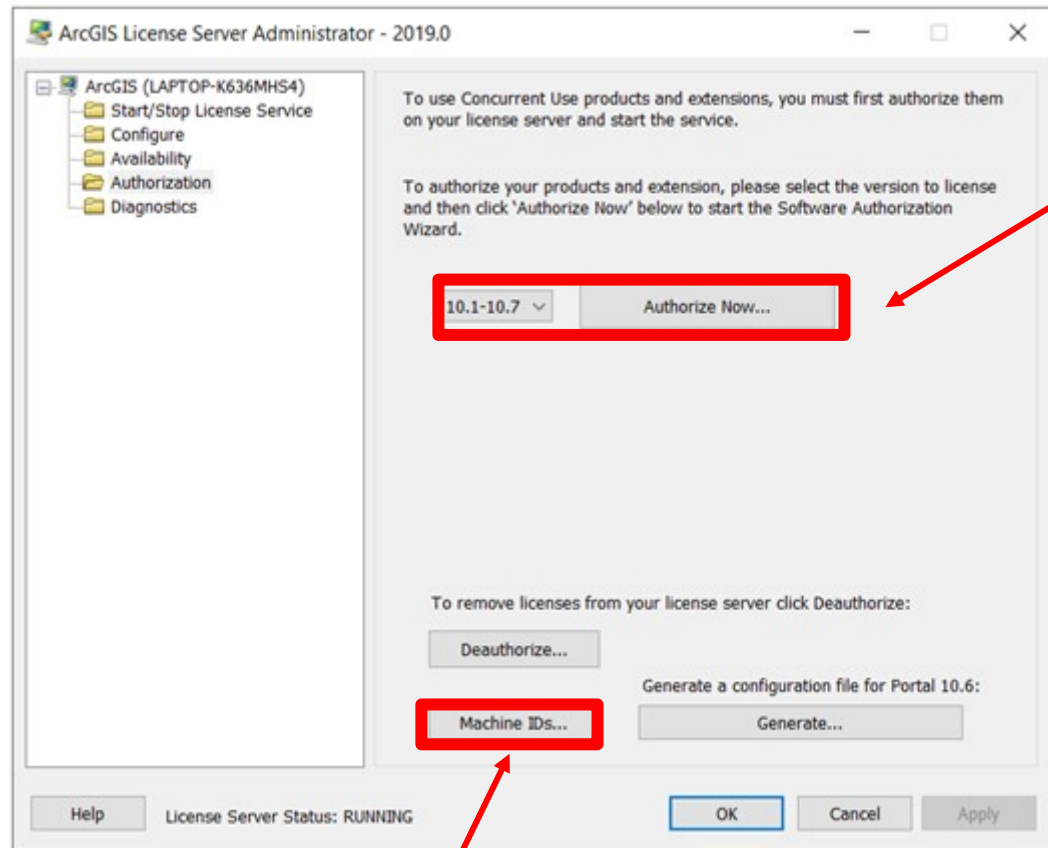 ArcGIS License Server Administrator - 2019.0
ArcGIS (LAPTOP-K636MHS4)
Start/Stop License Service
Configure
Availability
Authorization
Diagnostics
To use Concurrent Use products and extensions, you must first authorize them
on your license server and start the service.
To authorize your products and extension, please select the version to license
and then click 'Authorize Now' below to start the Software Authorization
Wizard.
10.1-10.7 Authorize Now...
To remove licenses from your license server click Deauthorize:
Deauthorize...
Generate a configuration file for Portal 10.6:
Machine IDs... Generate...
Help License Server Status: RUNNING OK Cancel Apply